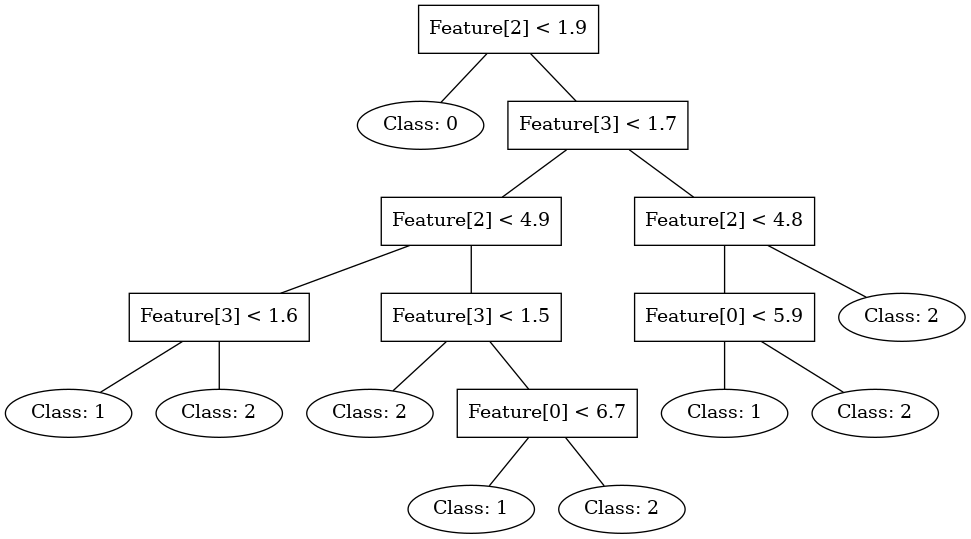 Feature[2] < 1.9
Class: 0
Feature[3] < 1.7
Feature[2] < 4.9
Feature[2] < 4.8
Feature[3] < 1.6
Feature[3] < 1.5
Feature[0] < 5.9
Class: 2
Class: 1
Class: 2
Class: 2
Feature[0] < 6.7
Class: 1
Class: 2
Class: 1
Class: 2